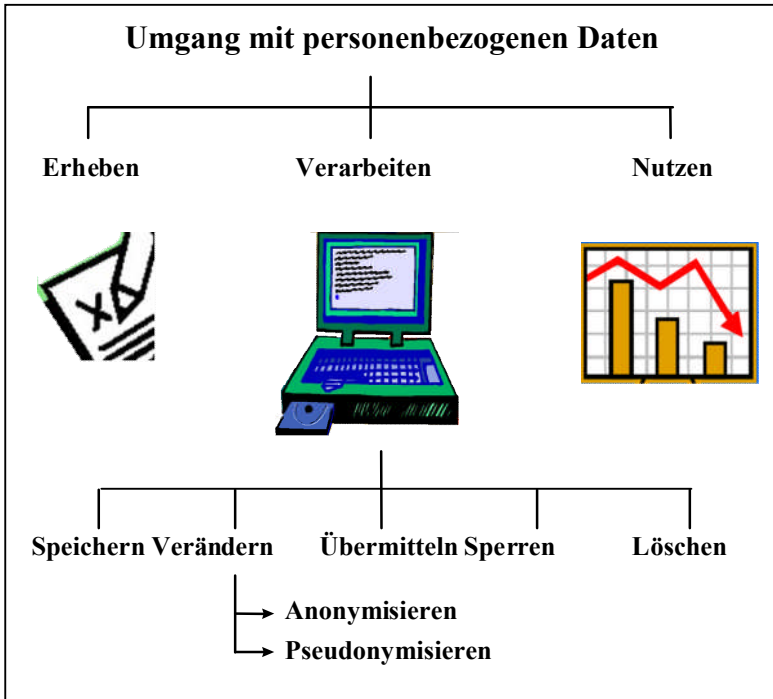 Umgang mit personenbezogenen Daten
Erheben Verarbeiten Nutzen
X
Speichern Verändern Übermitteln Sperren Löschen
Anonymisieren
Pseudonymisieren